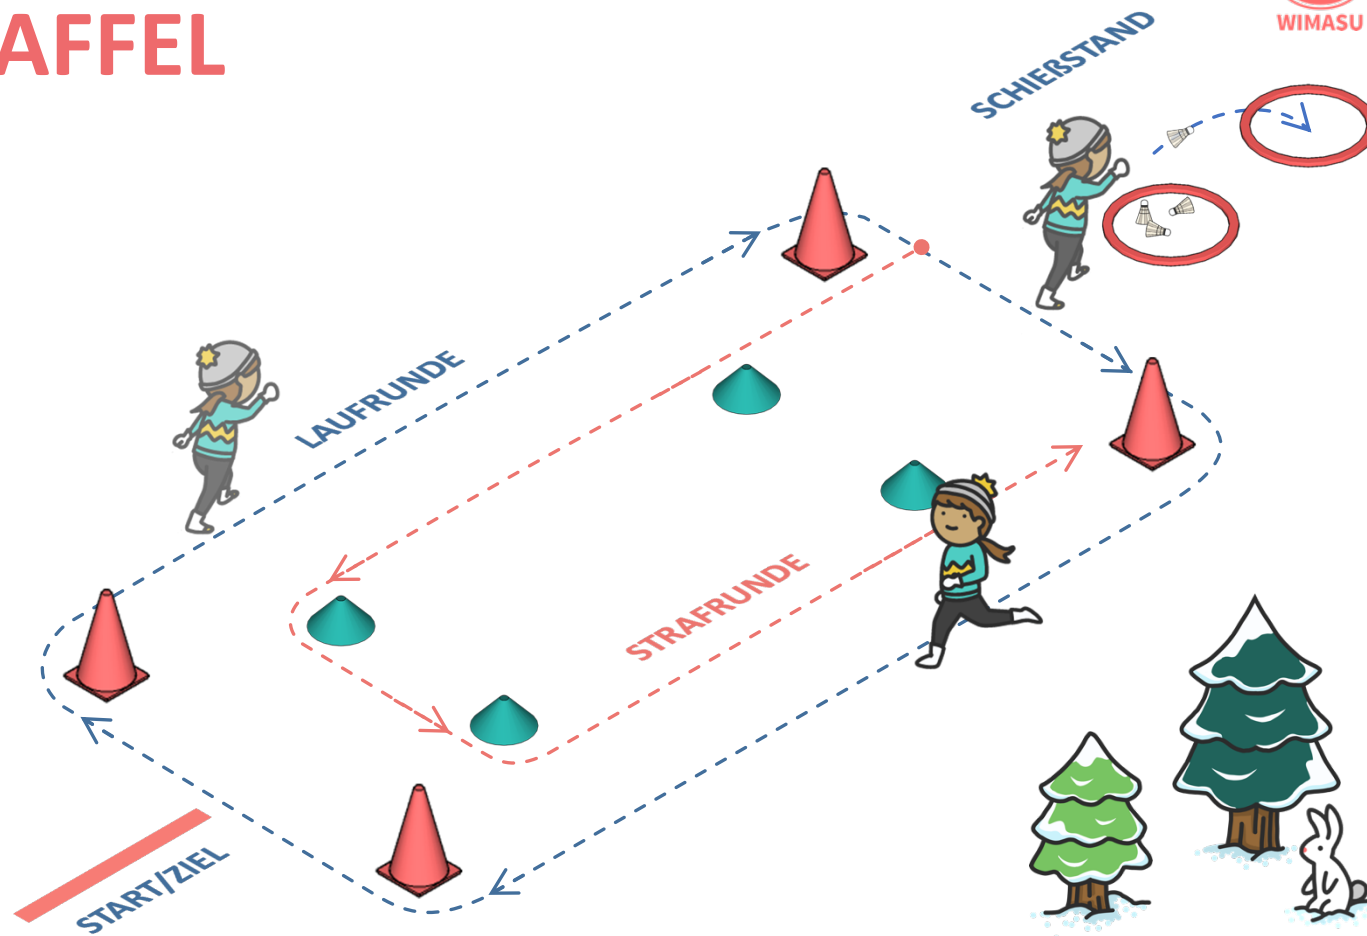 AFFEL
WIMASU
SCHIEßSTAND
LAUFRUNDE
STRAFRUNDE
START/ZIEL